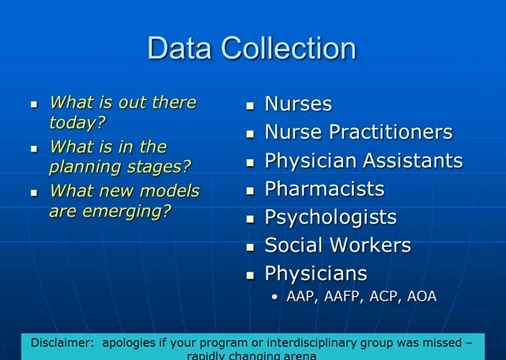 Data Collection
What is out there
today?
What is in the
planning stages?
What new models
are emerging?
Nurses
Nurse Practitioners
Physician Assistants
Pharmacists
Psychologists
Social Workers
Physicians
AAP, AAFP, ACP, AOA
Disclaimer: apologies if your program or interdisciplinary group was missed –
rapidly changing arena